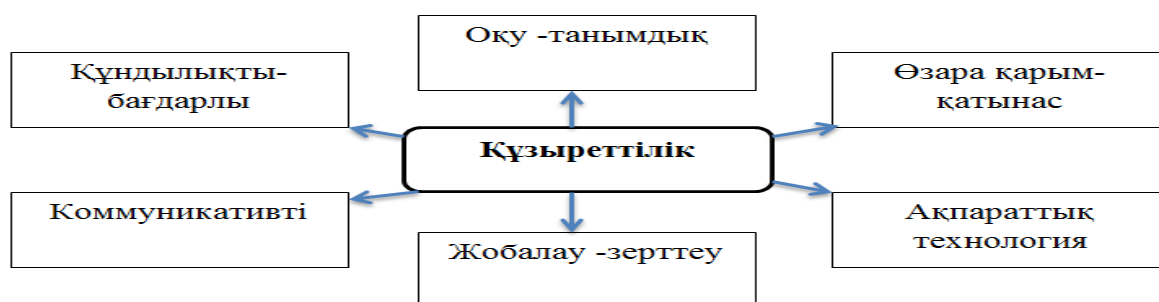 Оқу -танымдық
Құндылықты-
бағдарлы
Өзара қарым-
қатынас
Құзыреттілік
Коммуникативті
Ақпараттық
технология
Жобалау -зерттеу